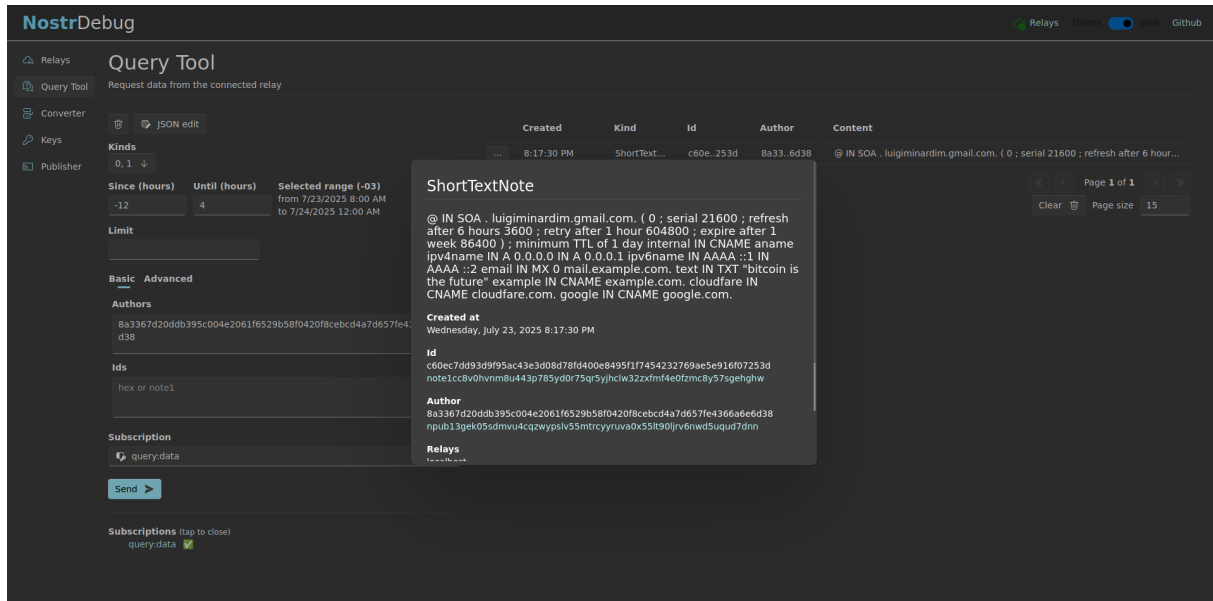 NostrDebug
Relays Theme dark Github
Relays
Query Tool
Converter
Keys
Publisher
Query Tool
Request data from the connected relay
JSON edit
Kinds
0, 1 ↓
Since (hours) Until (hours) Selected range (-03)
-12 4 from 7/23/2025 8:00 AM
to 7/24/2025 12:00 AM
Limit
Basic Advanced
Authors
8a3367d20ddb395c004e2061f6529b58f0420f8cebcd4a7d657fe4
d38
Ids
hex or note1
Subscription
query:data
Send
Subscriptions (tap to close)
query:data ✅
Created Kind Id Author Content
... 8:17:30 PM ShortText... c60e..253d 8a33..6d38 @ IN SOA . luigiminardim.gmail.com. ( 0 ; serial 21600 ; refresh after 6 hour...
Page 1 of 1
Clear Page size 15
ShortTextNote
@ IN SOA . luigiminardim.gmail.com. ( 0 ; serial 21600 ; refresh
after 6 hours 3600 ; retry after 1 hour 604800 ; expire after 1
week 86400 ) ; minimum TTL of 1 day internal IN CNAME aname
ipv4name IN A 0.0.0.0 IN A 0.0.0.1 ipv6name IN AAAA ::1 IN
AAAA ::2 email IN MX 0 mail.example.com. text IN TXT "bitcoin is
the future" example IN CNAME example.com. cloudfare IN
CNAME cloudfare.com. google IN CNAME google.com.
Created at
Wednesday, July 23, 2025 8:17:30 PM
Id
c60ec7dd93d9f95ac43e3d08d78fd400e8495f1f7454232769ae5e916f07253d
note1cc8v0hvnm8u443p785yd0r75qr5yjhclw32zxfmf4e0fzmc8y57sgehghw
Author
8a3367d20ddb395c004e2061f6529b58f0420f8cebcd4a7d657fe4366a6e6d38
npub13gek05sdmvu4cqzwypslv55mtrcyyruva0x55lt90ljrv6nwd5uqud7dnn
Relays
localhost